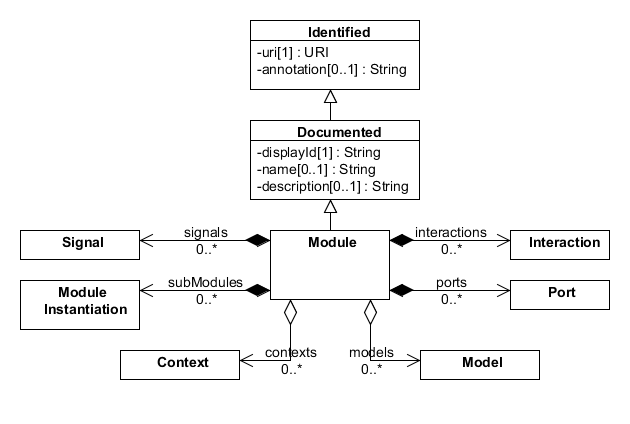 Identified
-uri[1] : URI
-annotation[0..1] : String
Documented
-displayId[1] : String
-name[0..1] : String
-description[0..1] : String
Signal
signals
0..*
Module
interactions
0..*
Interaction
Module
Instantiation
subModules
0..*
ports
0..*
Port
Context
contexts
0..*
models
0..*
Model